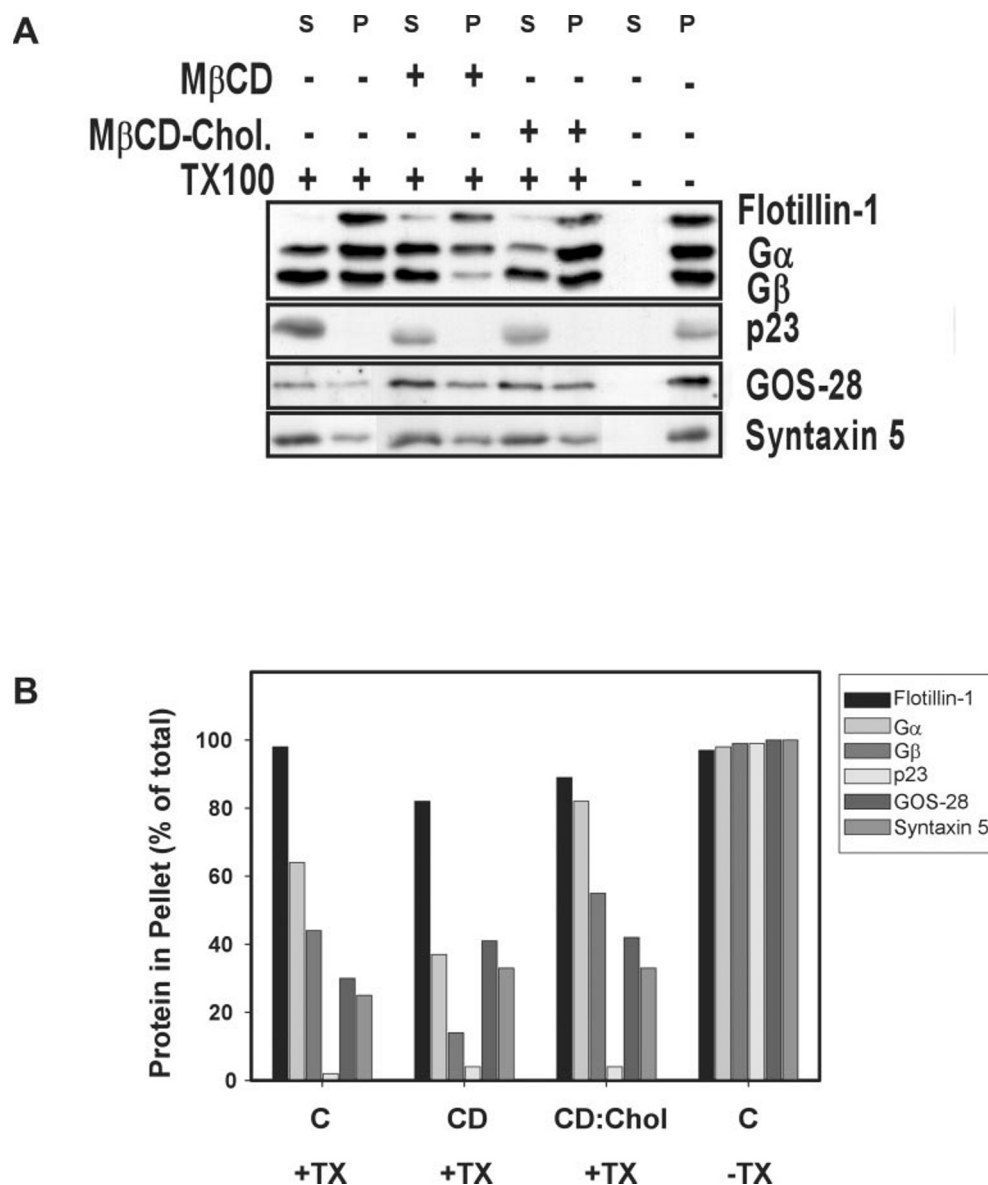 A
S P S P S P S P
MβCD - - + + - - - -
MβCD-Chol. - - - - + + - -
TX100 + + + + + + - -
Flotillin-1
Gα
Gβ
p23
GOS-28
Syntaxin 5
B
Protein in Pellet (% of total)
100
80
60
40
20
0
C CD CD:Chol C
+TX +TX +TX -TX
Flotillin-1
Gα
Gβ
p23
GOS-28
Syntaxin 5